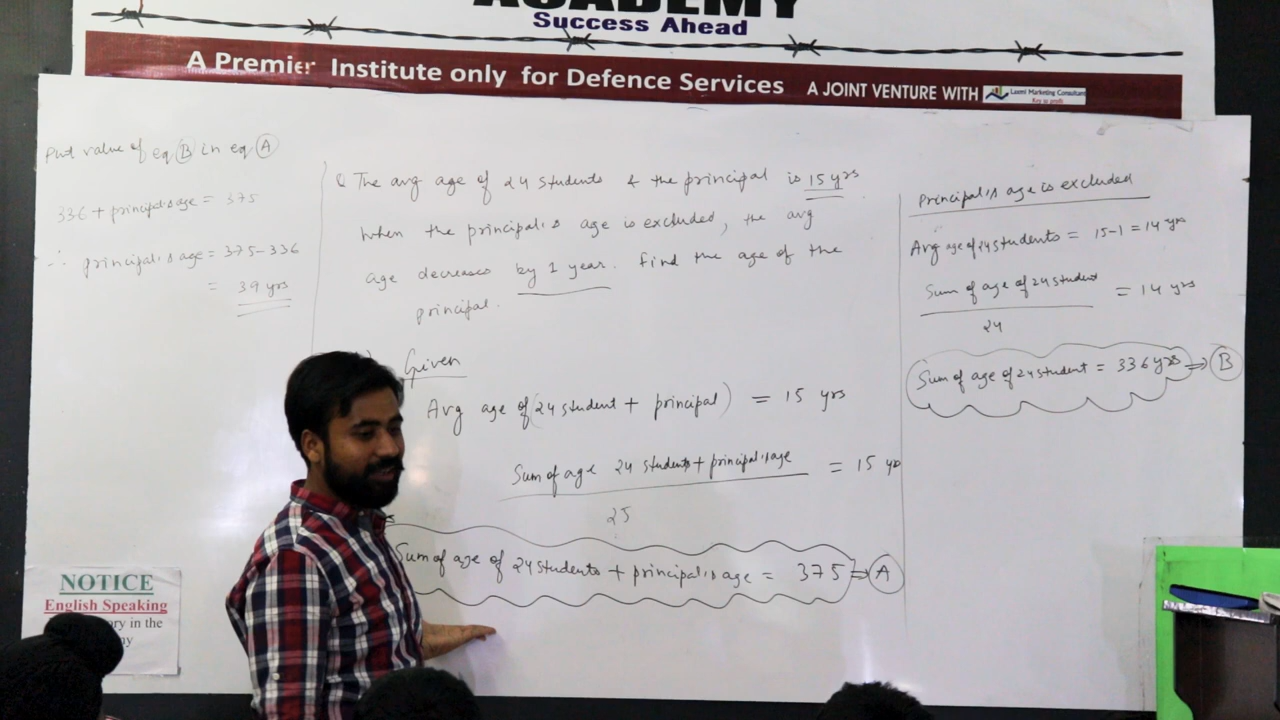 ACADEMY
Success Ahead
A Premier Institute only for Defence Services A JOINT VENTURE WITH Laxmi Marketing Consultant
Key to profit
Put value of eq B in eq A
336 + principal's age = 375
∴ principal's age = 375-336
= 39 yrs
Q The avg age of 24 students & the principal is 15 yrs
When the principal's age is excluded, the avg
age decreases by 1 year. find the age of the
principal.
Given
Avg age of (24 student + principal) = 15 yrs
Sum of age 24 students + principal's age = 15 yrs
25
Sum of age of 24 students + principal's age = 375 ⇒ A
Principal's age is excluded
Avg age of 24 students = 15-1 = 14 yrs
Sum of age of 24 student = 14 yrs
24
Sum of age of 24 student = 336 yrs ⇒ B
NOTICE
English Speaking
in the